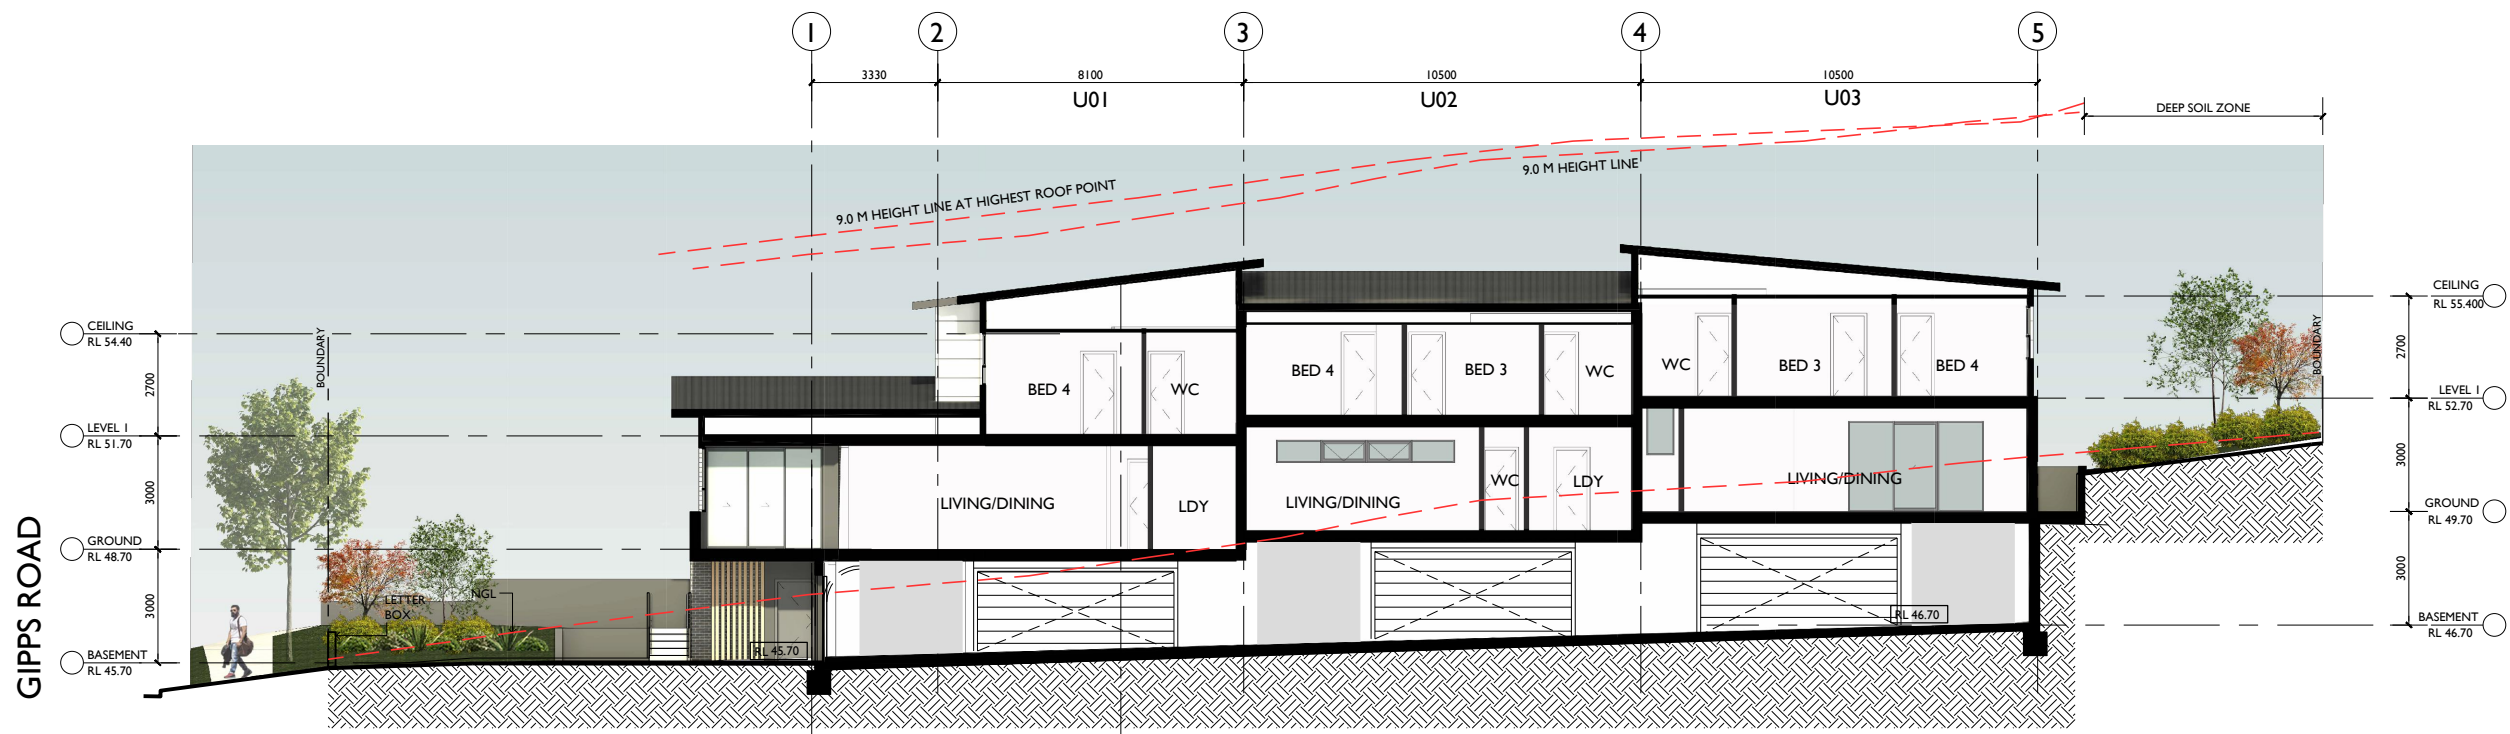 1
2
3
4
5
3330
8100
10500
10500
U01
U02
U03
DEEP SOIL ZONE
9.0 M HEIGHT LINE AT HIGHEST ROOF POINT
9.0 M HEIGHT LINE
CEILING
RL 54.40
2700
LEVEL 1
RL 51.70
3000
GROUND
RL 48.70
3000
BASEMENT
RL 45.70
GIPPS ROAD
BOUNDARY
LETTER
BOX
NGL
RL 45.70
BED 4
WC
LIVING/DINING
LDY
BED 4
BED 3
WC
LIVING/DINING
WC
LDY
WC
BED 3
BED 4
LIVING/DINING
RL 46.70
BOUNDARY
CEILING
RL 55.400
2700
LEVEL 1
RL 52.70
3000
GROUND
RL 49.70
3000
BASEMENT
RL 46.70